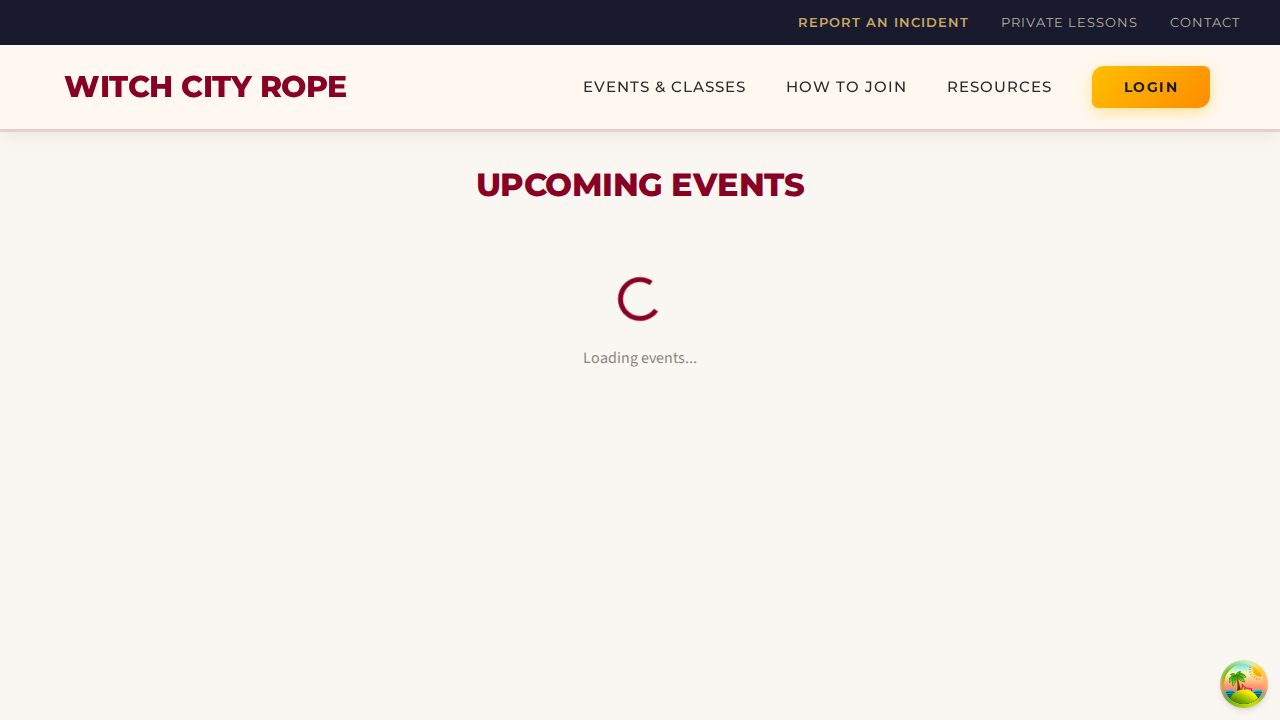 REPORT AN INCIDENT PRIVATE LESSONS CONTACT
WITCH CITY ROPE EVENTS & CLASSES HOW TO JOIN RESOURCES LOGIN
UPCOMING EVENTS
Loading events...